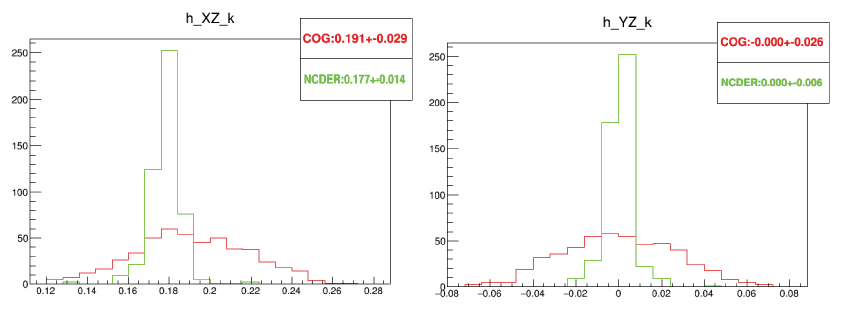 h_XZ_k
COG:0.191+-0.029
NCDER:0.177+-0.014
250
200
150
100
50
0
0.12 0.14 0.16 0.18 0.2 0.22 0.24 0.26 0.28
h_YZ_k
COG:-0.000+-0.026
NCDER:0.000+-0.006
250
200
150
100
50
0
−0.08 −0.06 −0.04 −0.02 0 0.02 0.04 0.06 0.08